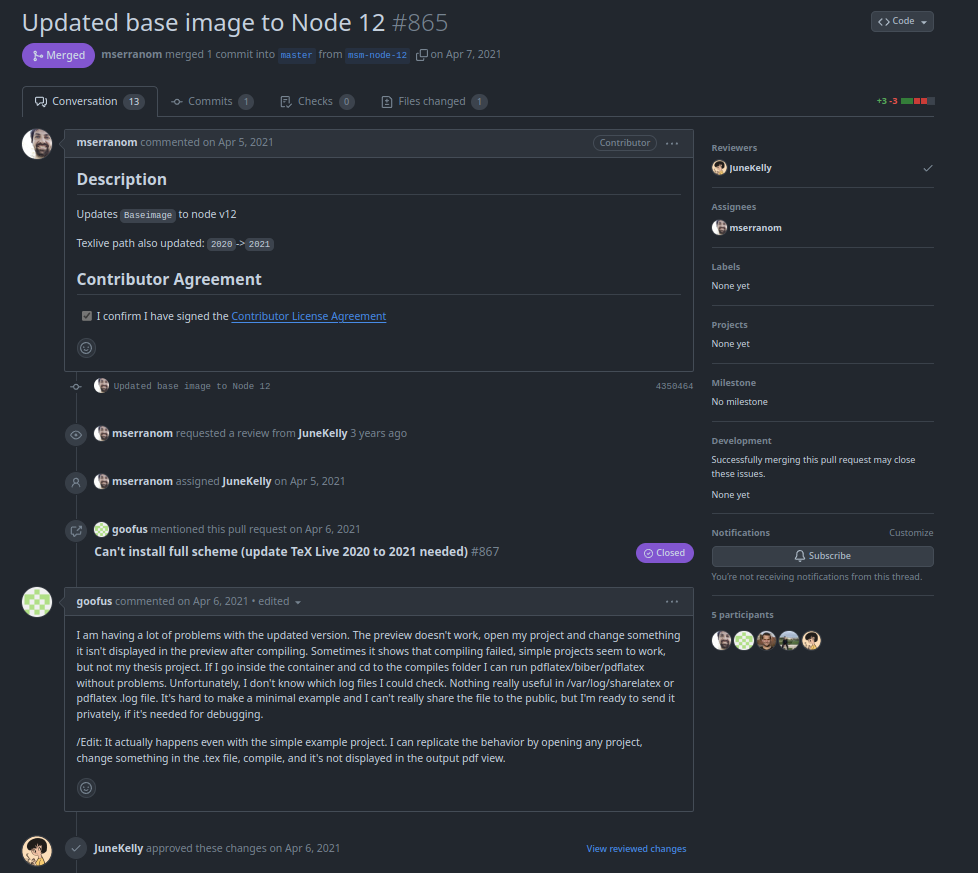 Updated base image to Node 12 #865
Code
Merged
mserranom merged 1 commit into master from msm-node-12 on Apr 7, 2021
Conversation 13
Commits 1
Checks 0
Files changed 1
+3 -3
mserranom commented on Apr 5, 2021
Contributor
Description
Updates Baseimage to node v12
Texlive path also updated: 2020->2021
Contributor Agreement
I confirm I have signed the Contributor License Agreement
Updated base image to Node 12
4350464
mserranom requested a review from JuneKelly 3 years ago
mserranom assigned JuneKelly on Apr 5, 2021
goofus mentioned this pull request on Apr 6, 2021
Can't install full scheme (update TeX Live 2020 to 2021 needed) #867
Closed
goofus commented on Apr 6, 2021 • edited
I am having a lot of problems with the updated version. The preview doesn't work, open my project and change something
it isn't displayed in the preview after compiling. Sometimes it shows that compiling failed, simple projects seem to work,
but not my thesis project. If I go inside the container and cd to the compiles folder I can run pdflatex/biber/pdflatex
without problems. Unfortunately, I don't know which log files I could check. Nothing really useful in /var/log/sharelatex or
pdflatex .log file. It's hard to make a minimal example and I can't really share the file to the public, but I'm ready to send it
privately, if it's needed for debugging.
/Edit: It actually happens even with the simple example project. I can replicate the behavior by opening any project,
change something in the .tex file, compile, and it's not displayed in the output pdf view.
JuneKelly approved these changes on Apr 6, 2021
View reviewed changes
Reviewers
JuneKelly
Assignees
mserranom
Labels
None yet
Projects
None yet
Milestone
No milestone
Development
Successfully merging this pull request may close
these issues.
None yet
Notifications
Customize
Subscribe
You're not receiving notifications from this thread.
5 participants